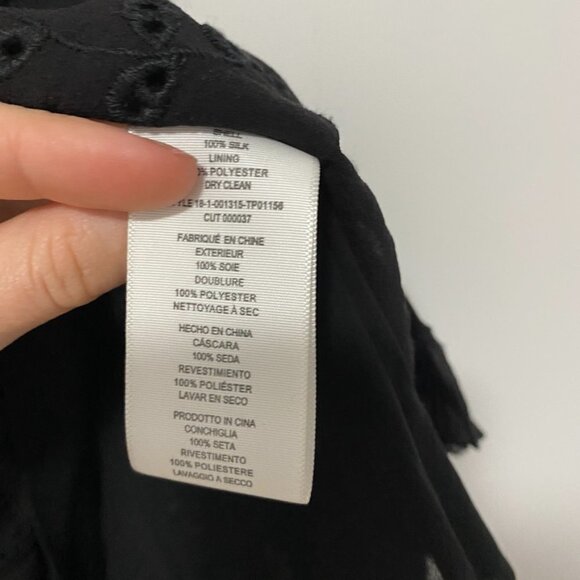 SHELL
100% SILK
LINING
% POLYESTER
DRY CLEAN
YLE 18-1-001315-TP01156
CUT 000037
FABRIQUÉ EN CHINE
EXTERIEUR
100% SOIE
DOUBLURE
100% POLYESTER
NETTOYAGE À SEC
HECHO EN CHINA
CÁSCARA
100% SEDA
REVESTIMIENTO
100% POLIÉSTER
LAVAR EN SECO
PRODOTTO IN CINA
CONCHIGLIA
100% SETA
RIVESTIMENTO
100% POLIESTERE
LAVAGGIO A SECCO